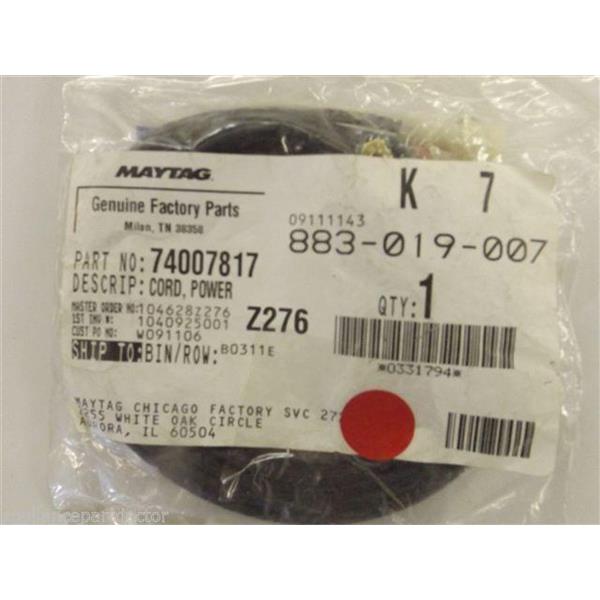 MAYTAG
Genuine Factory Parts
Milan, TN 38358
K 7
09111143
883-019-007
PART NO: 74007817
DESCRIP: CORD, POWER
MASTER ORDER NO: 104628Z276
1ST IMG #: 1040925001
CUST PO NO: W091106
Z276
QTY: 1
SHIP TO: BIN/ROW: B0311E
*0331794*
MAYTAG CHICAGO FACTORY SVC
WHITE OAK CIRCLE
AURORA, IL 60504